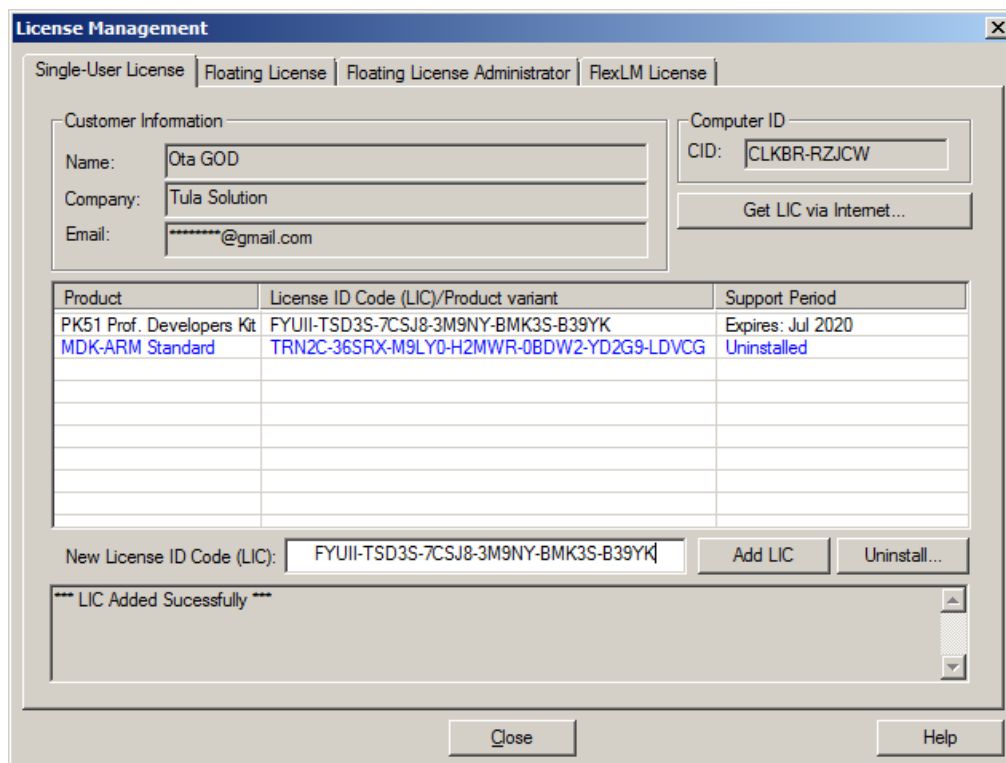 License Management
Single-User License Floating License Floating License Administrator FlexLM License
Customer Information
Name: Ota GOD
Company: Tula Solution
Email: ********@gmail.com
Computer ID
CID: CLKBR-RZJCW
Get LIC via Internet...
Product License ID Code (LIC)/Product variant Support Period
PK51 Prof. Developers Kit FYUII-TSD3S-7CSJ8-3M9NY-BMK3S-B39YK Expires: Jul 2020
MDK-ARM Standard TRN2C-36SRX-M9LY0-H2MWR-0BDW2-YD2G9-LDVCG Uninstalled
New License ID Code (LIC): FYUII-TSD3S-7CSJ8-3M9NY-BMK3S-B39YK Add LIC Uninstall...
*** LIC Added Sucessfully ***
Close Help